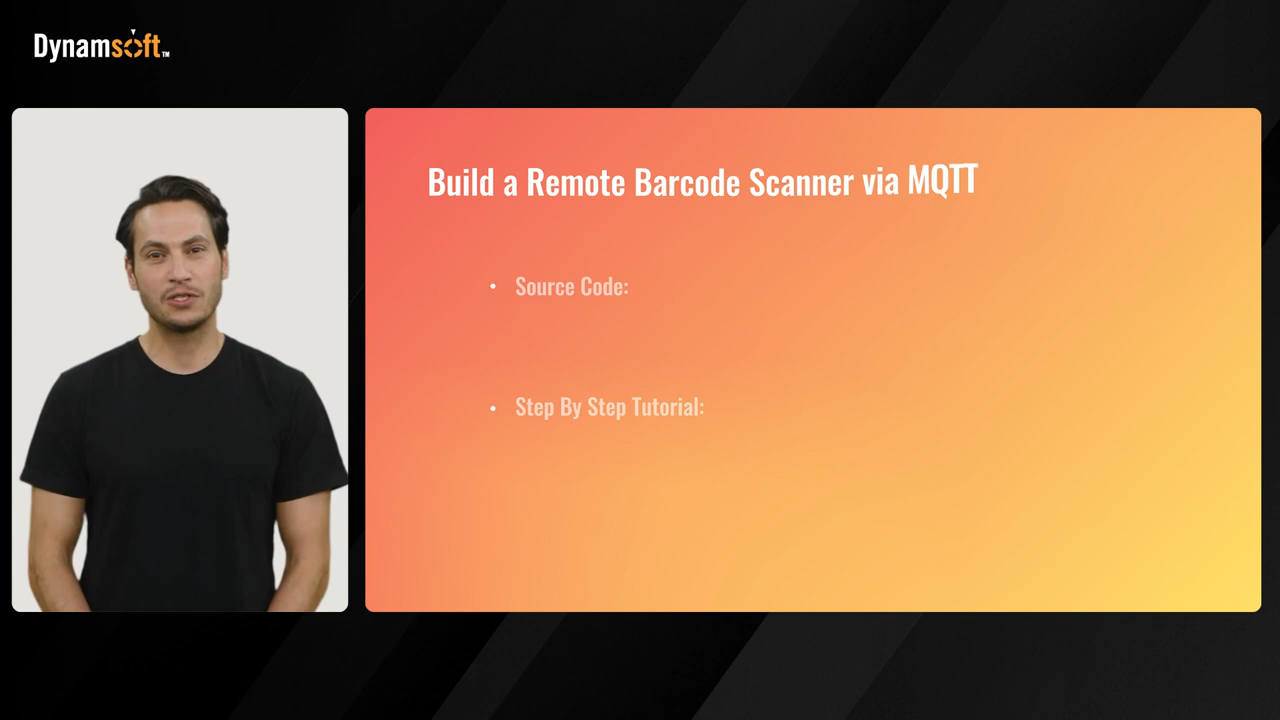 Dynamsoft™
Build a Remote Barcode Scanner via MQTT
• Source Code:
• Step By Step Tutorial: